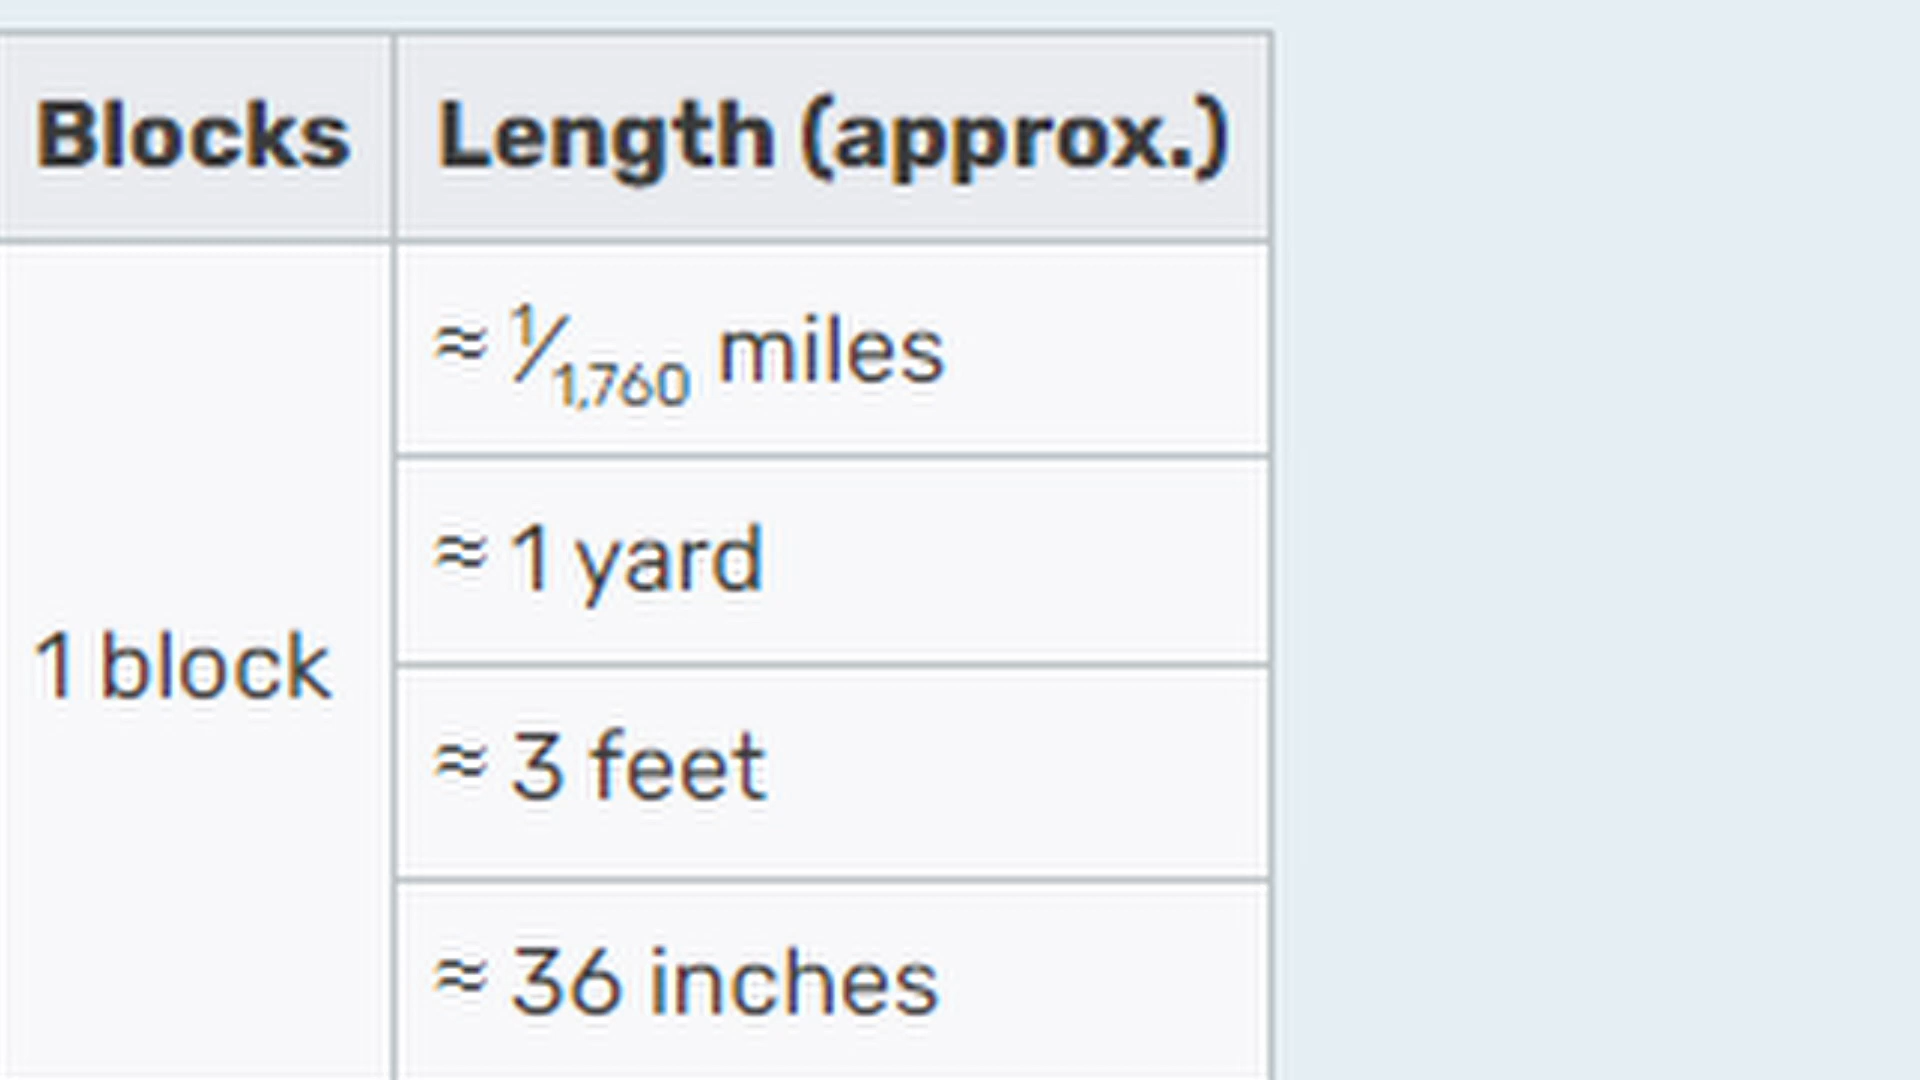 Blocks Length (approx.)
≈ 1⁄1,760 miles
≈ 1 yard
1 block
≈ 3 feet
≈ 36 inches